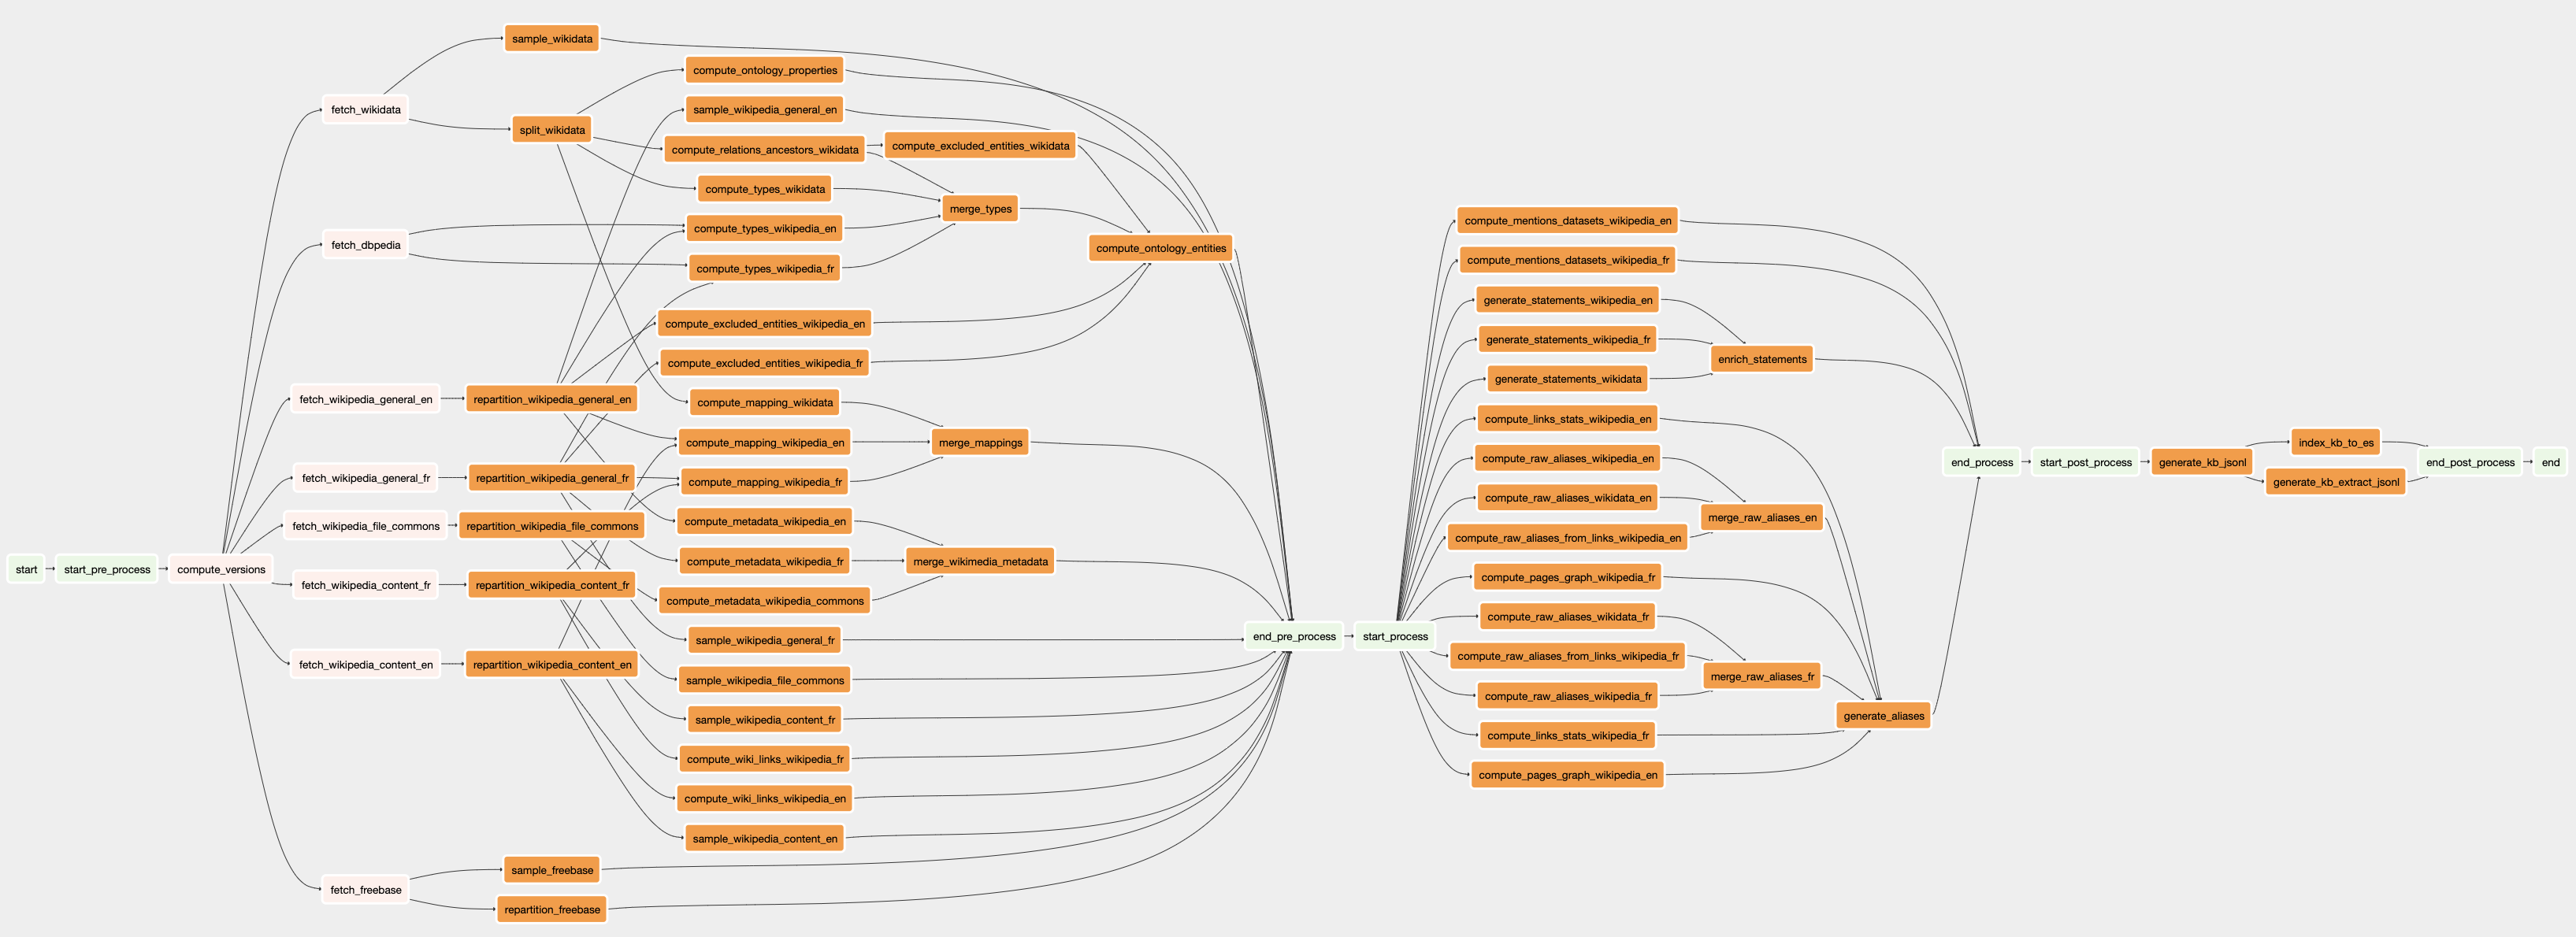 start
start_pre_process
compute_versions
fetch_wikidata
fetch_dbpedia
fetch_wikipedia_general_en
fetch_wikipedia_general_fr
fetch_wikipedia_file_commons
fetch_wikipedia_content_fr
fetch_wikipedia_content_en
fetch_freebase
sample_wikidata
split_wikidata
repartition_wikipedia_general_en
repartition_wikipedia_general_fr
repartition_wikipedia_file_commons
repartition_wikipedia_content_fr
repartition_wikipedia_content_en
sample_freebase
repartition_freebase
compute_ontology_properties
sample_wikipedia_general_en
compute_relations_ancestors_wikidata
compute_types_wikidata
compute_types_wikipedia_en
compute_types_wikipedia_fr
compute_excluded_entities_wikipedia_en
compute_excluded_entities_wikipedia_fr
compute_mapping_wikidata
compute_mapping_wikipedia_en
compute_mapping_wikipedia_fr
compute_metadata_wikipedia_en
compute_metadata_wikipedia_fr
compute_metadata_wikipedia_commons
sample_wikipedia_general_fr
sample_wikipedia_file_commons
sample_wikipedia_content_fr
compute_wiki_links_wikipedia_fr
compute_wiki_links_wikipedia_en
sample_wikipedia_content_en
compute_excluded_entities_wikidata
merge_types
merge_mappings
merge_wikimedia_metadata
compute_ontology_entities
end_pre_process
start_process
compute_mentions_datasets_wikipedia_en
compute_mentions_datasets_wikipedia_fr
generate_statements_wikipedia_en
generate_statements_wikipedia_fr
generate_statements_wikidata
compute_links_stats_wikipedia_en
compute_raw_aliases_wikipedia_en
compute_raw_aliases_wikidata_en
compute_raw_aliases_from_links_wikipedia_en
compute_pages_graph_wikipedia_fr
compute_raw_aliases_wikidata_fr
compute_raw_aliases_from_links_wikipedia_fr
compute_raw_aliases_wikipedia_fr
compute_links_stats_wikipedia_fr
compute_pages_graph_wikipedia_en
enrich_statements
merge_raw_aliases_en
merge_raw_aliases_fr
generate_aliases
end_process
start_post_process
generate_kb_jsonl
index_kb_to_es
generate_kb_extract_jsonl
end_post_process
end